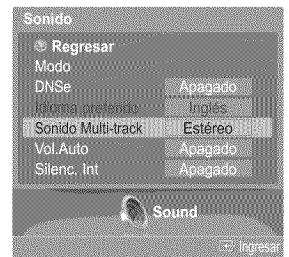 Sonido
Regresar
Modo
DNSe Apagado
Idioma preferido Inglés
Sonido Multi-track Estéreo
Vol.Auto Apagado
Silenc. Int Apagado
Sound
Ingresar